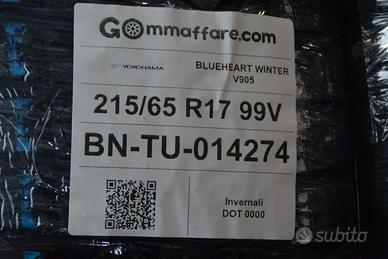 GOmmaffare.com
YOKOHAMA
BLUEHEART WINTER
V905
215/65 R17 99V
BN-TU-014274
Invernali
DOT 0000
subito